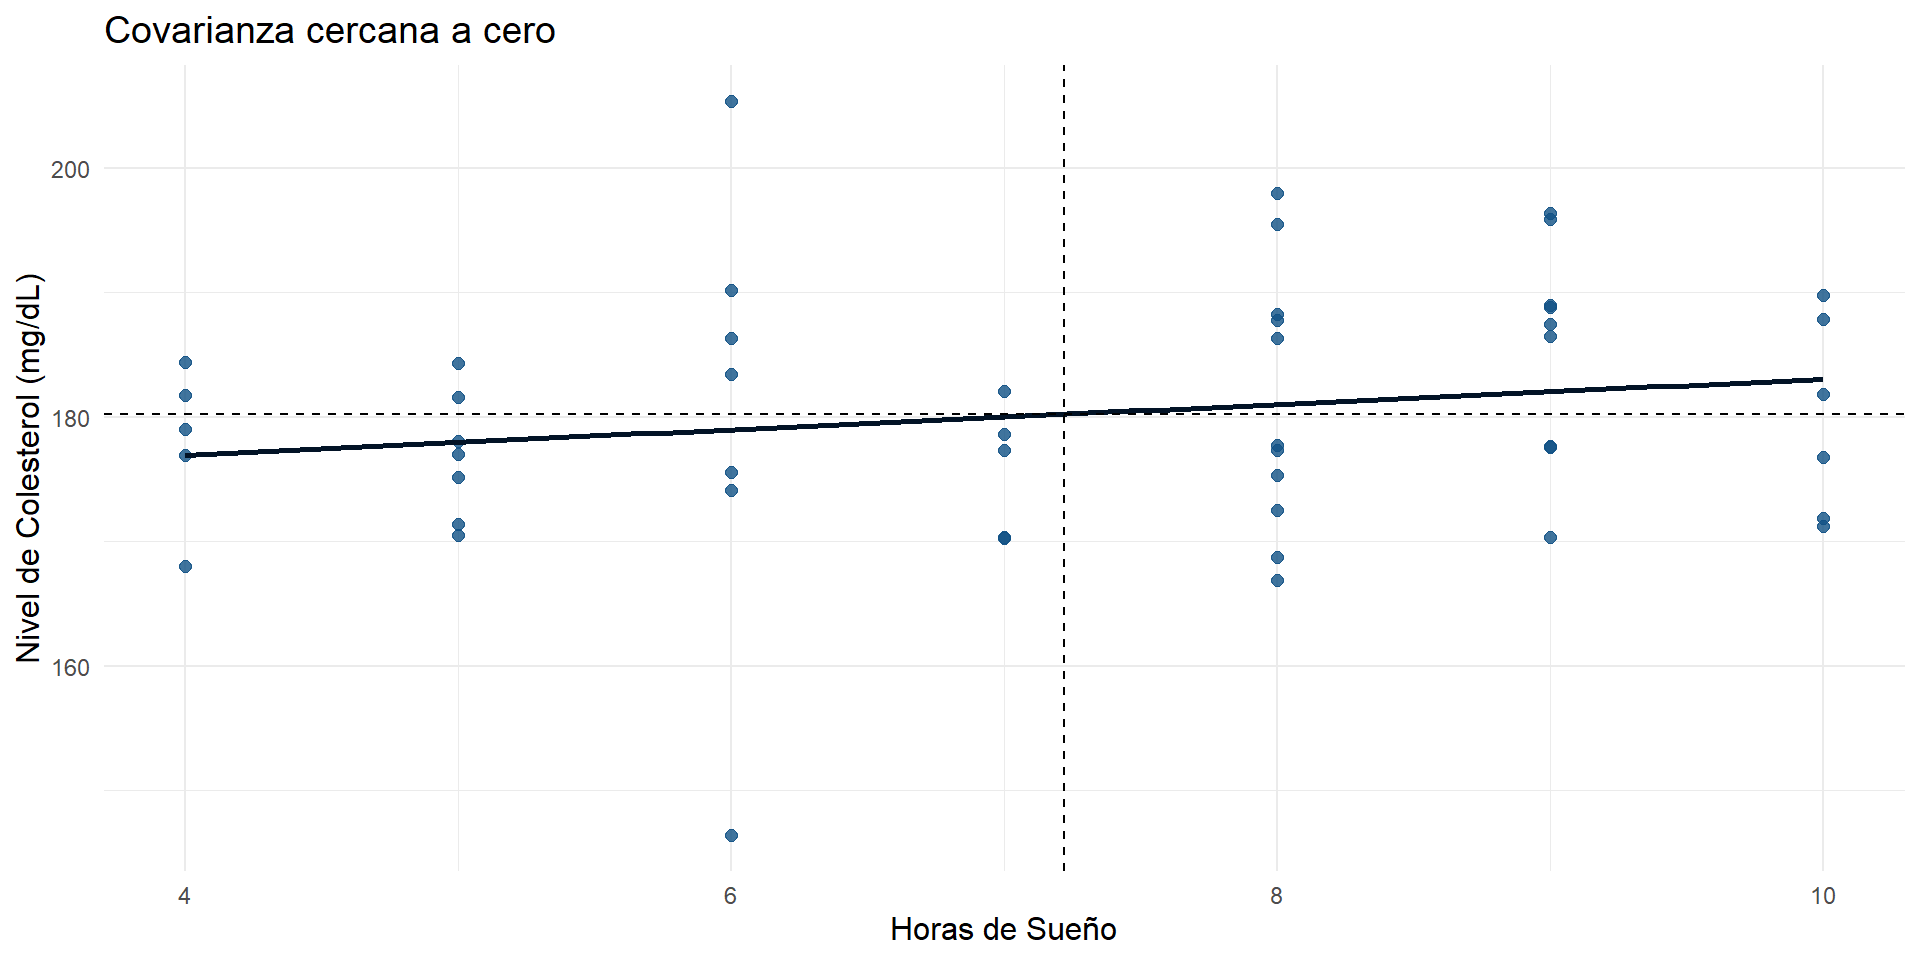 Covarianza cercana a cero
Nivel de Colesterol (mg/dL)
200
180
160
4
6
8
10
Horas de Sueño